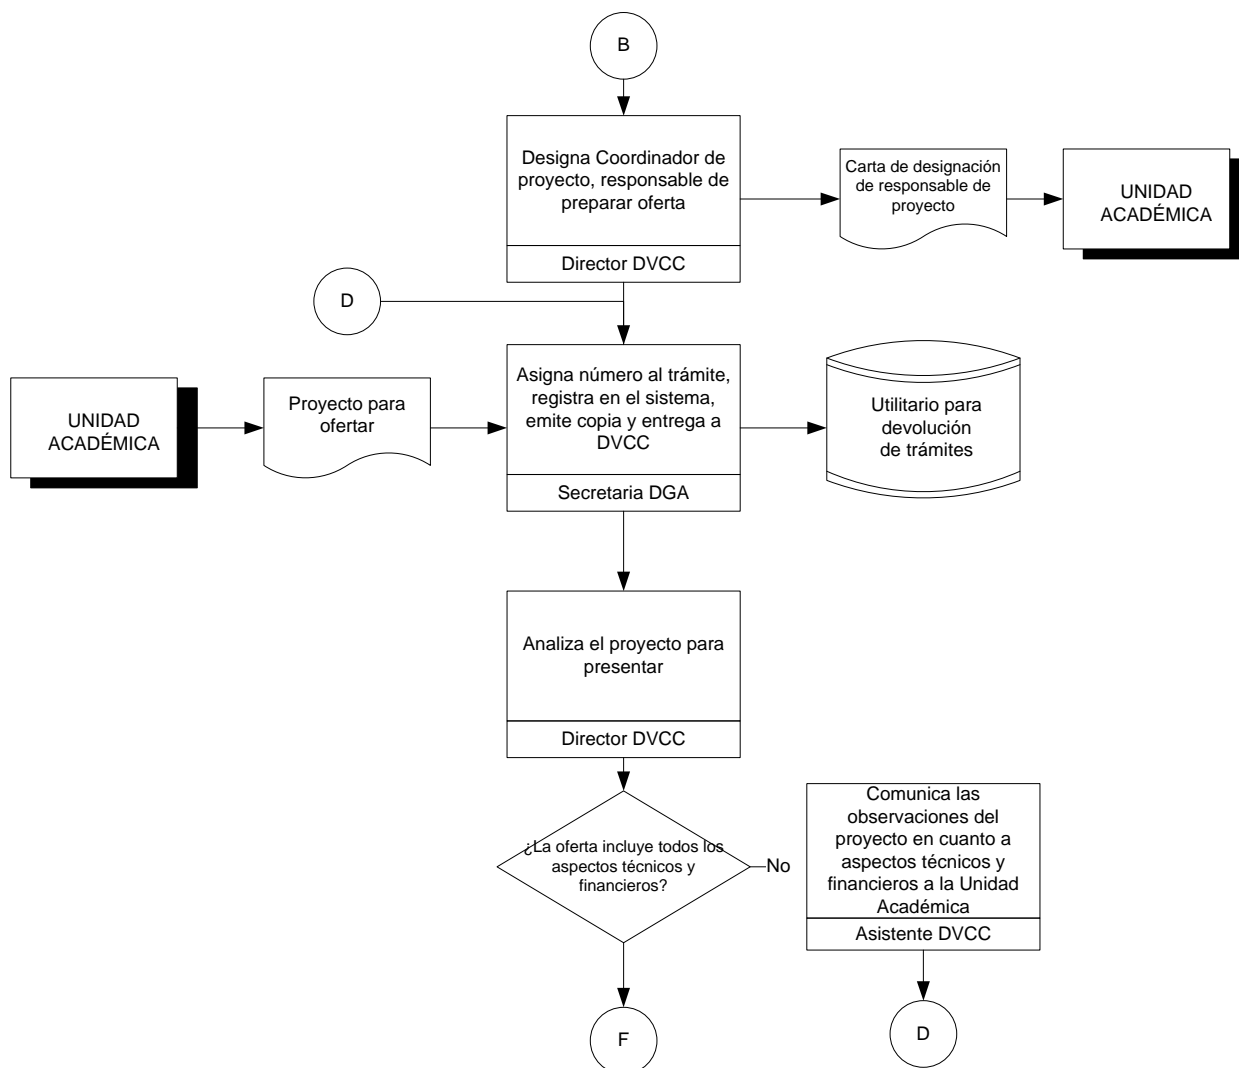 B
Designa Coordinador de
proyecto, responsable de
preparar oferta
Director DVCC
Carta de designación
de responsable de
proyecto
UNIDAD
ACADÉMICA
D
UNIDAD
ACADÉMICA
Proyecto para
ofertar
Asigna número al trámite,
registra en el sistema,
emite copia y entrega a
DVCC
Secretaria DGA
Utilitario para
devolución
de trámites
Analiza el proyecto para
presentar
Director DVCC
¿La oferta incluye todos los
aspectos técnicos y
financieros?
No
Comunica las
observaciones del
proyecto en cuanto a
aspectos técnicos y
financieros a la Unidad
Académica
Asistente DVCC
F
D